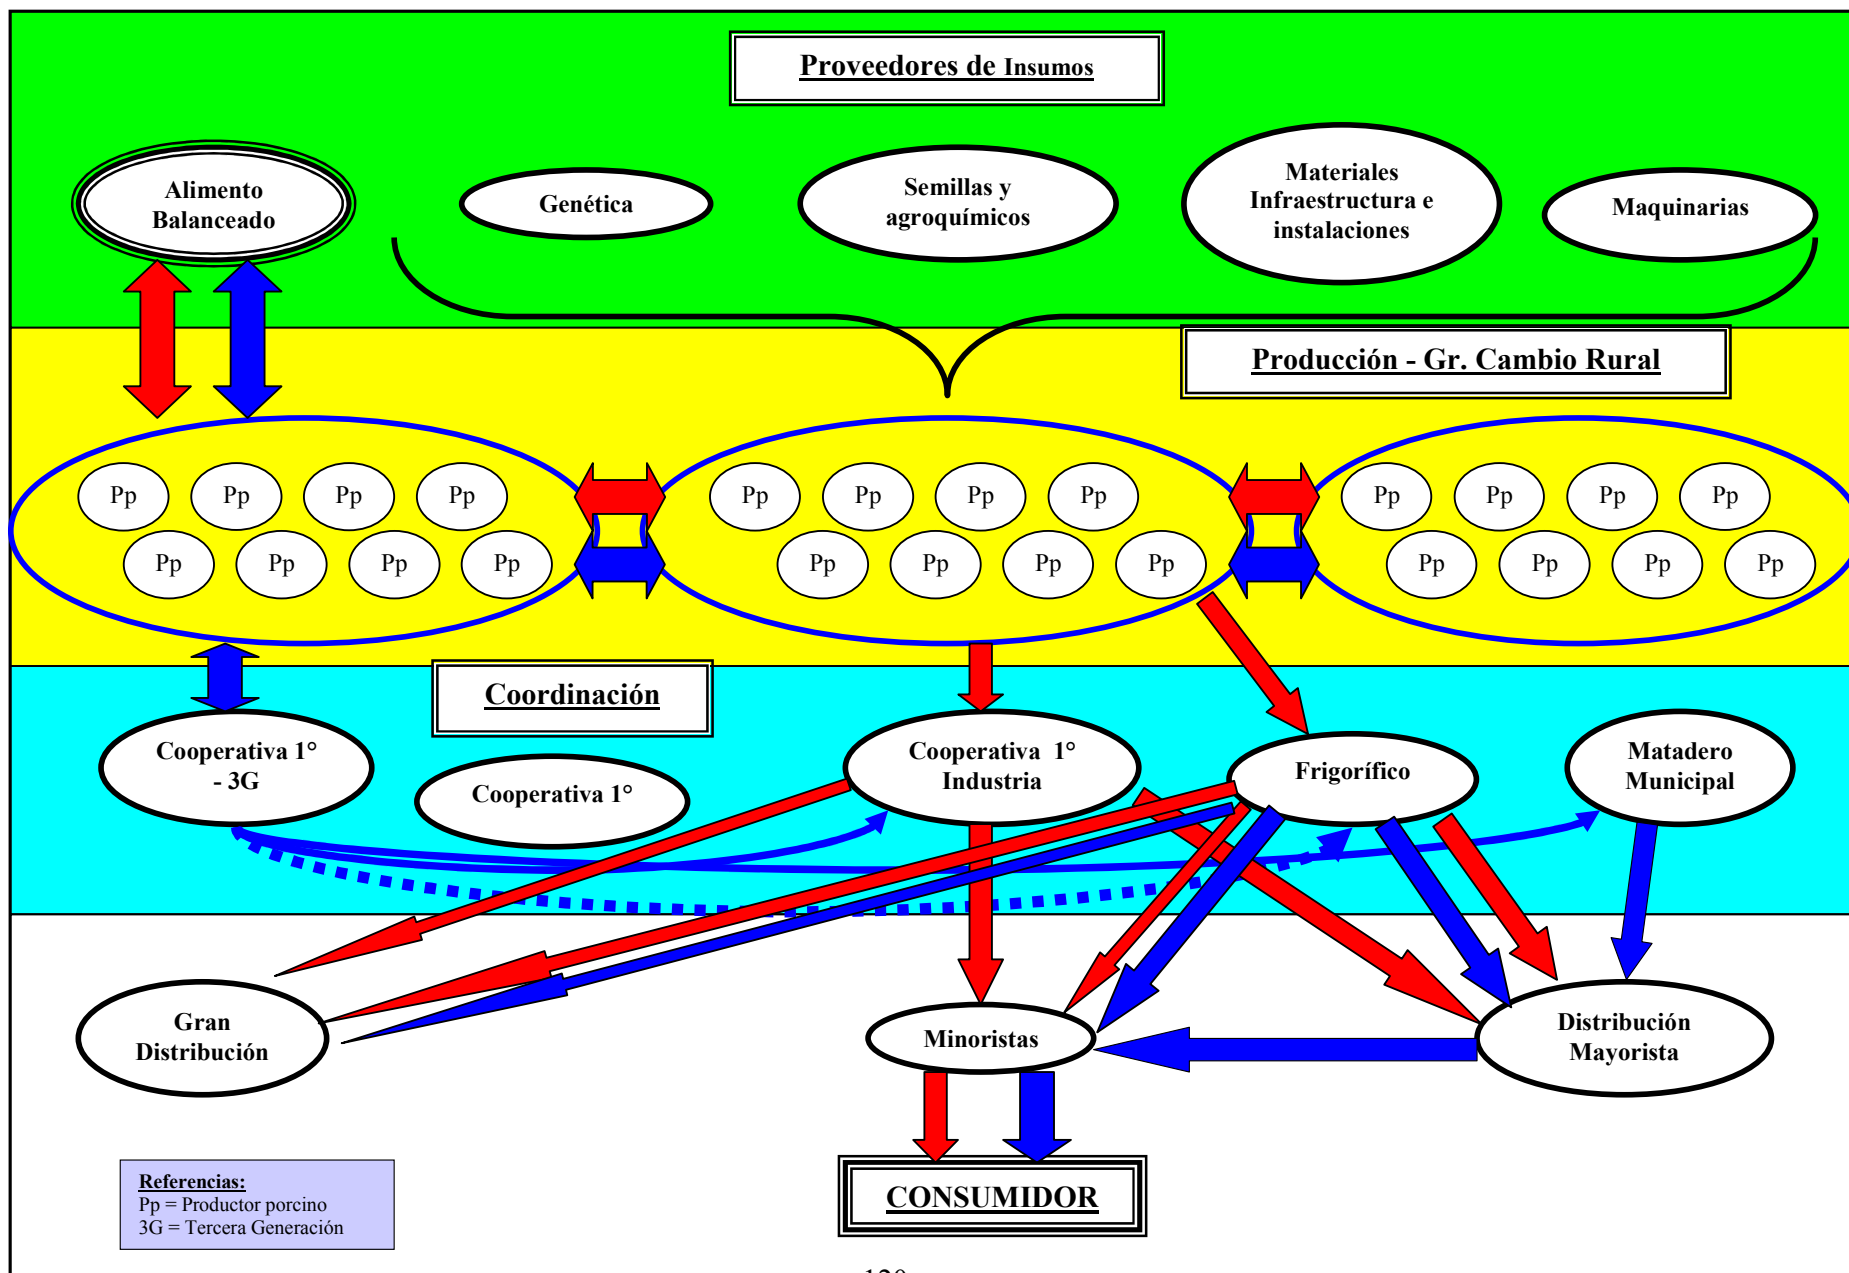 Proveedores de Insumos
Alimento
Balanceado
Genética
Semillas y
agroquímicos
Materiales
Infraestructura e
instalaciones
Maquinarias
Producción - Gr. Cambio Rural
Pp Pp Pp Pp Pp Pp Pp Pp Pp Pp Pp Pp
Pp Pp Pp Pp Pp Pp Pp Pp Pp Pp Pp Pp
Coordinación
Cooperativa 1°
- 3G
Cooperativa 1°
Cooperativa 1°
Industria
Frigorífico
Matadero
Municipal
Gran
Distribución
Minoristas
Distribución
Mayorista
Referencias:
Pp = Productor porcino
3G = Tercera Generación
CONSUMIDOR